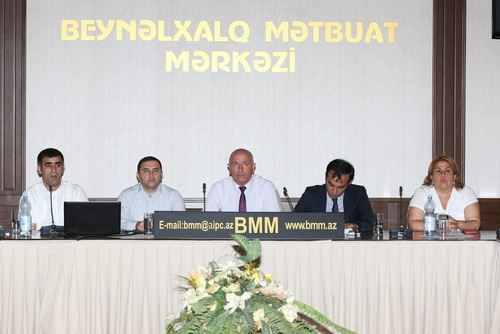 BEYNƏLXALQ MƏTBUAT
MƏRKƏZİ
E-mail:bmm@aipc.az BMM www.bmm.az